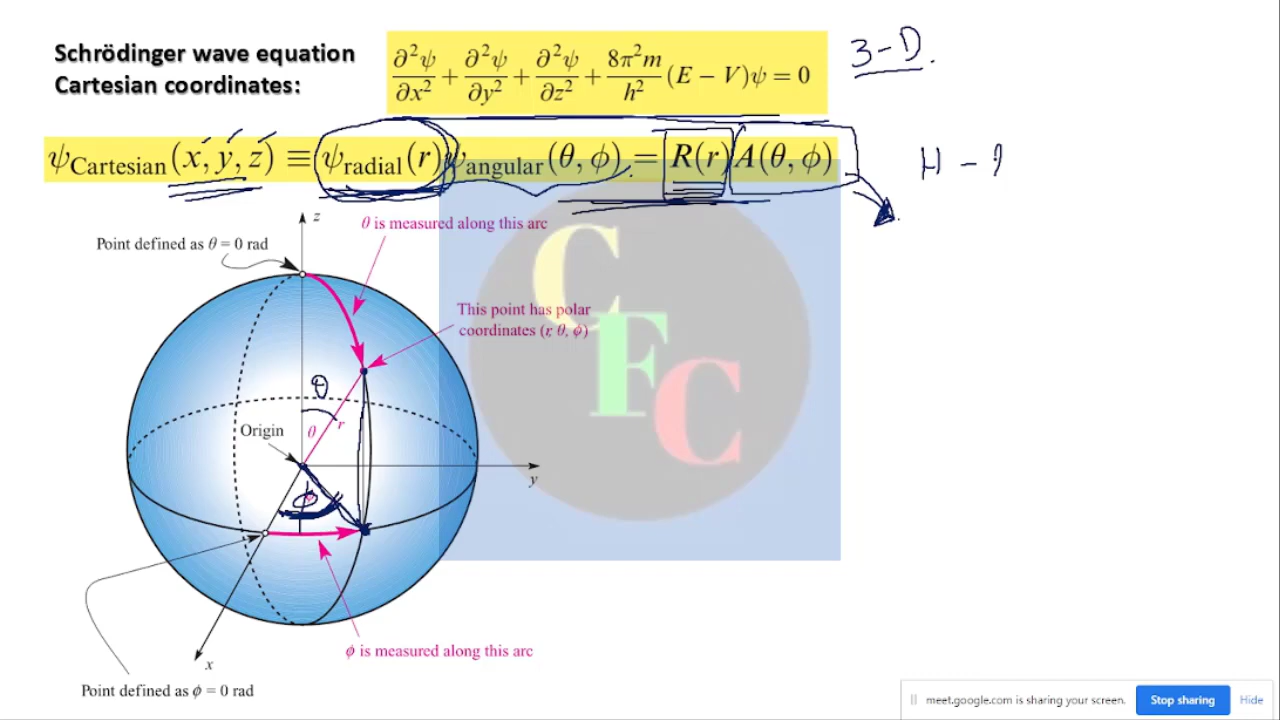 Schrödinger wave equation
Cartesian coordinates:
∂²ψ/∂x² + ∂²ψ/∂y² + ∂²ψ/∂z² + 8π²m/h² (E − V)ψ = 0
3-D.
ψCartesian(x, y, z) ≡ ψradial(r)ψangular(θ, ϕ) = R(r)A(θ, ϕ)
H -
z
θ is measured along this arc
Point defined as θ = 0 rad
This point has polar
coordinates (r, θ, ϕ)
θ
Origin
θ
r
y
ϕ
ϕ is measured along this arc
x
Point defined as ϕ = 0 rad
C
F
C
meet.google.com is sharing your screen.
Stop sharing
Hide